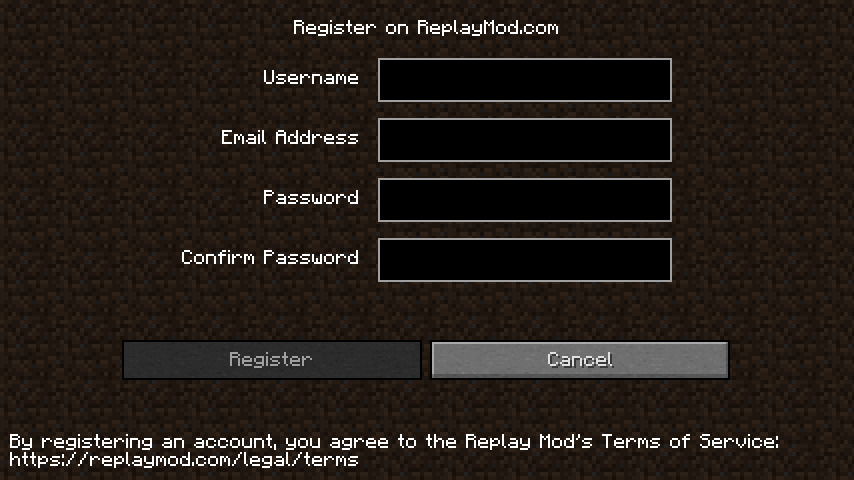 Register on ReplayMod.com
Username
Email Address
Password
Confirm Password
Register
Cancel
By registering an account, you agree to the Replay Mod's Terms of Service:
https://replaymod.com/legal/terms